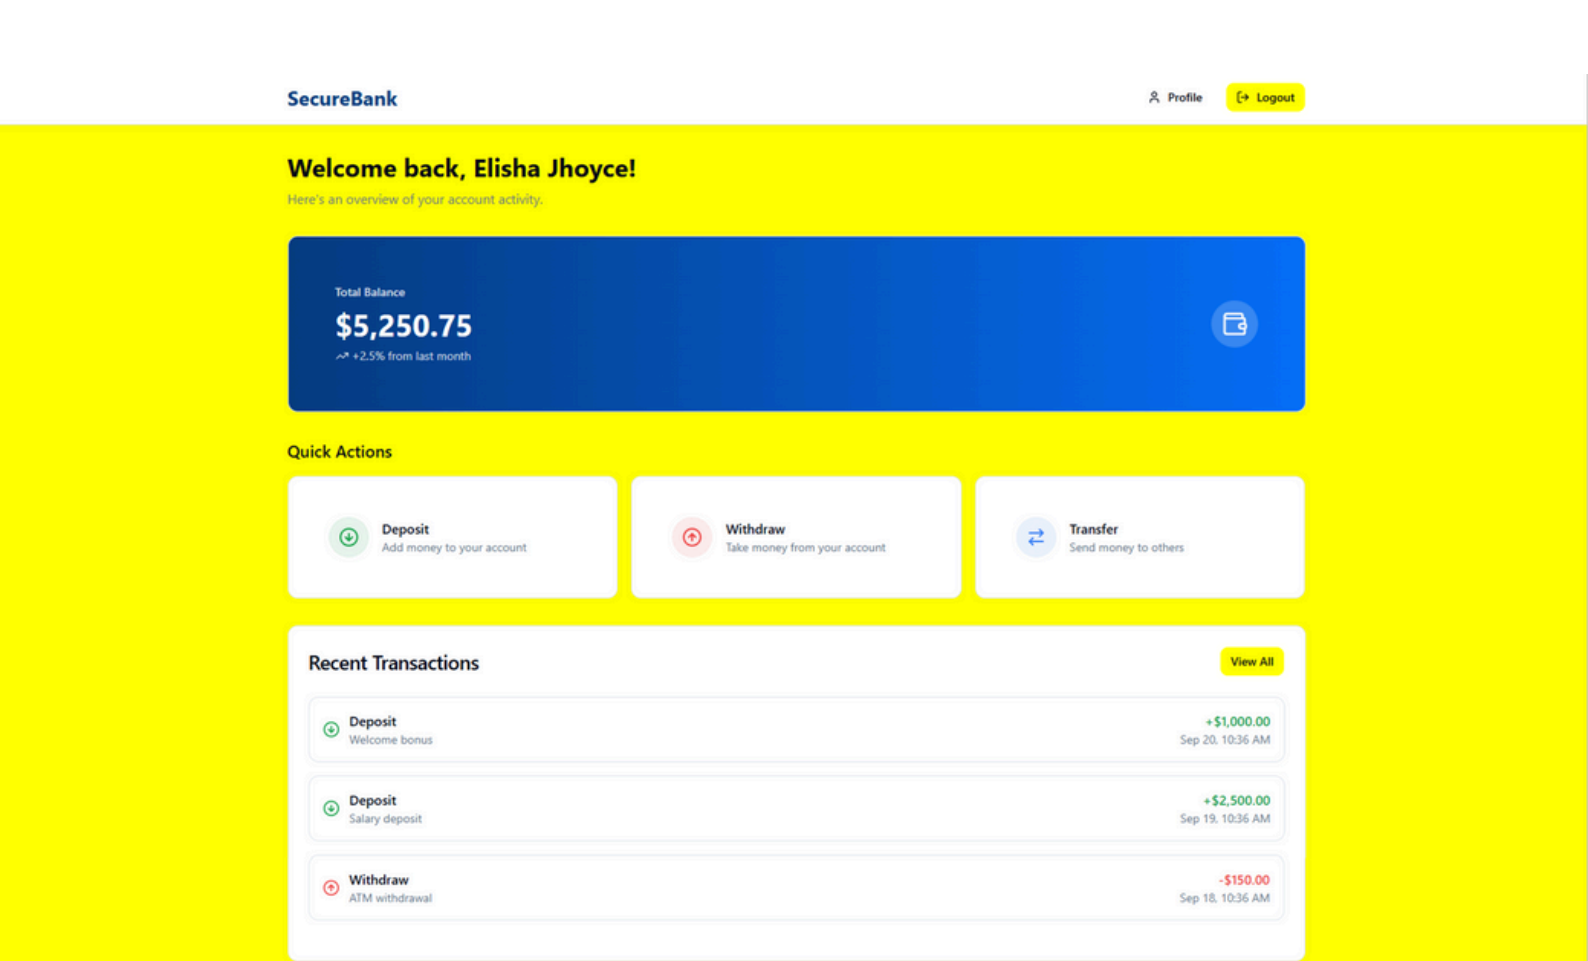 SecureBank
Profile
Logout
Welcome back, Elisha Jhoyce!
Here's an overview of your account activity.
Total Balance
$5,250.75
+2.5% from last month
Quick Actions
Deposit
Add money to your account
Withdraw
Take money from your account
Transfer
Send money to others
Recent Transactions
View All
Deposit
+$1,000.00
Welcome bonus
Sep 20, 10:36 AM
Deposit
+$2,500.00
Salary deposit
Sep 19, 10:36 AM
Withdraw
-$150.00
ATM withdrawal
Sep 18, 10:36 AM